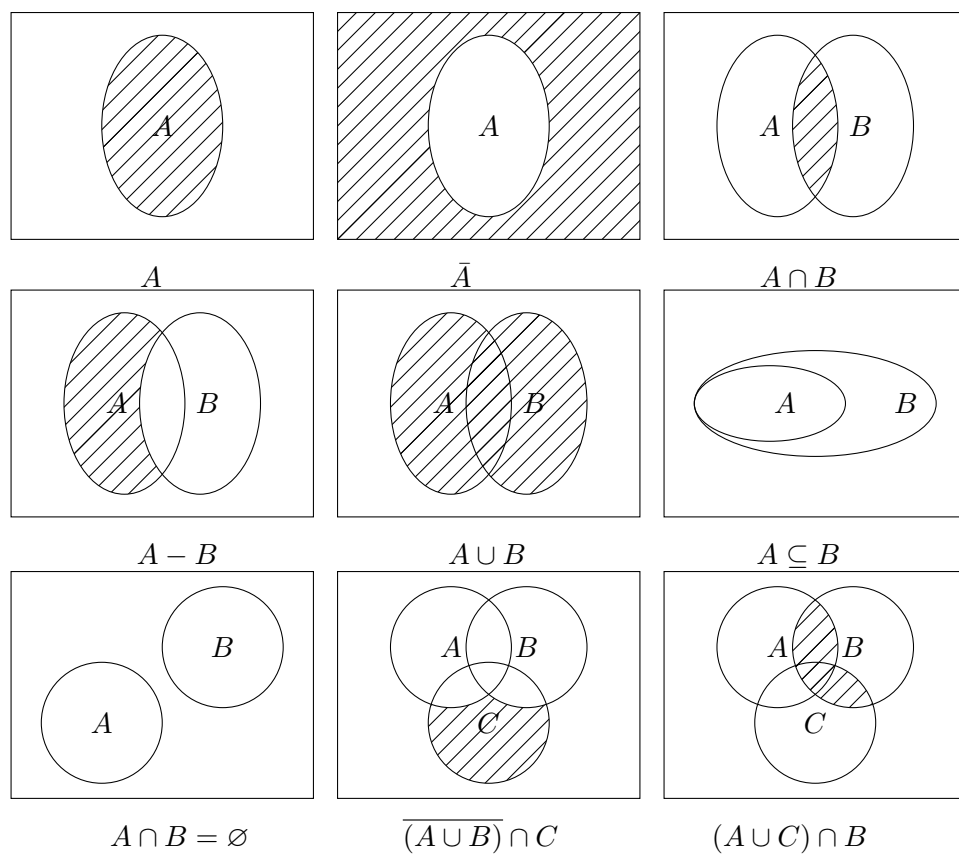 A A A B
A Ā A ∩ B
A B A B A B
A − B A ∪ B A ⊆ B
B A B A B
A C C
A ∩ B = ∅ \overline{(A ∪ B)} ∩ C (A ∪ C) ∩ B